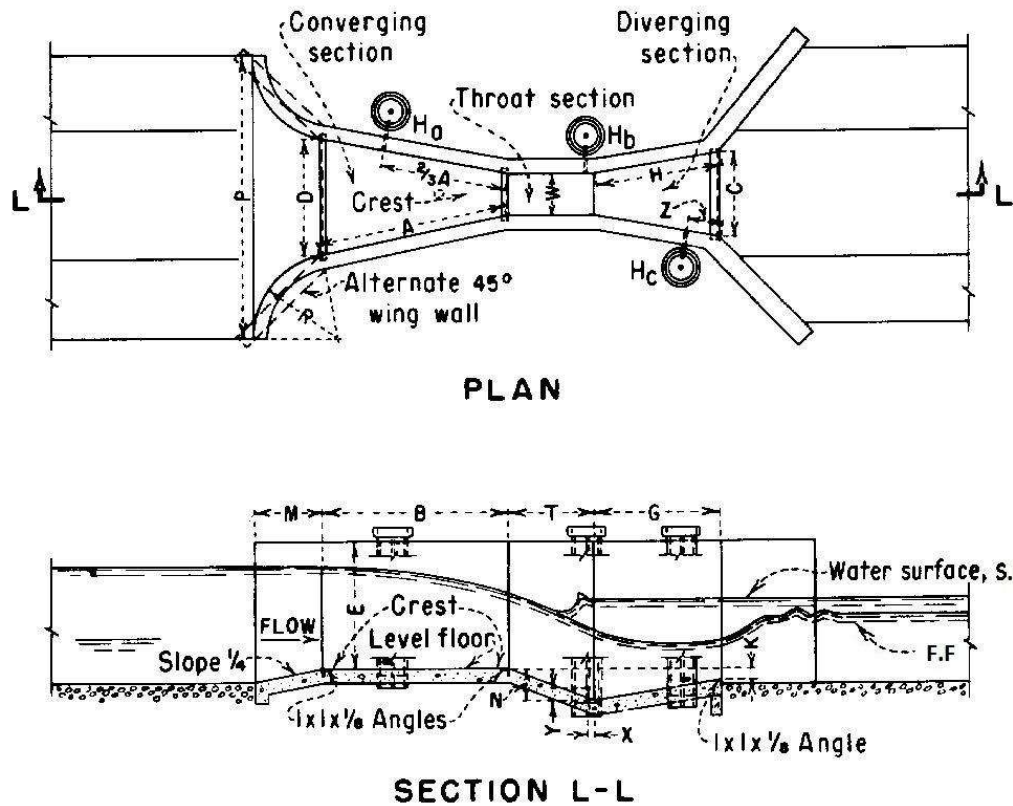 Converging
section
Diverging
section
Throat section
Ha
Hb
2/3A
H
L
P
D
Crest
W
Z
C
L
A
Hc
Alternate 45°
wing wall
R
PLAN
M
B
T
G
Water surface, S.
E
Crest
FLOW
Level floor
K
Slope 1/4
F.F
N
1x1x1/8 Angles
Y
X
1x1x1/8 Angle
SECTION L-L